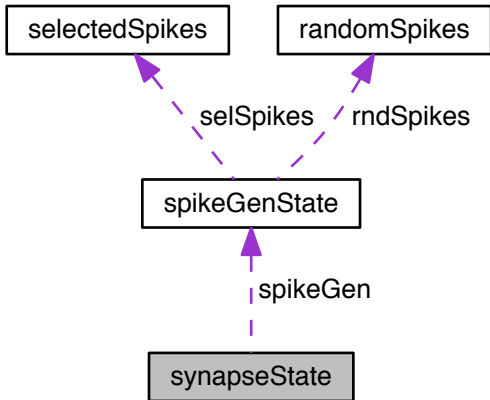 selectedSpikes
randomSpikes
selSpikes
rndSpikes
spikeGenState
spikeGen
synapseState